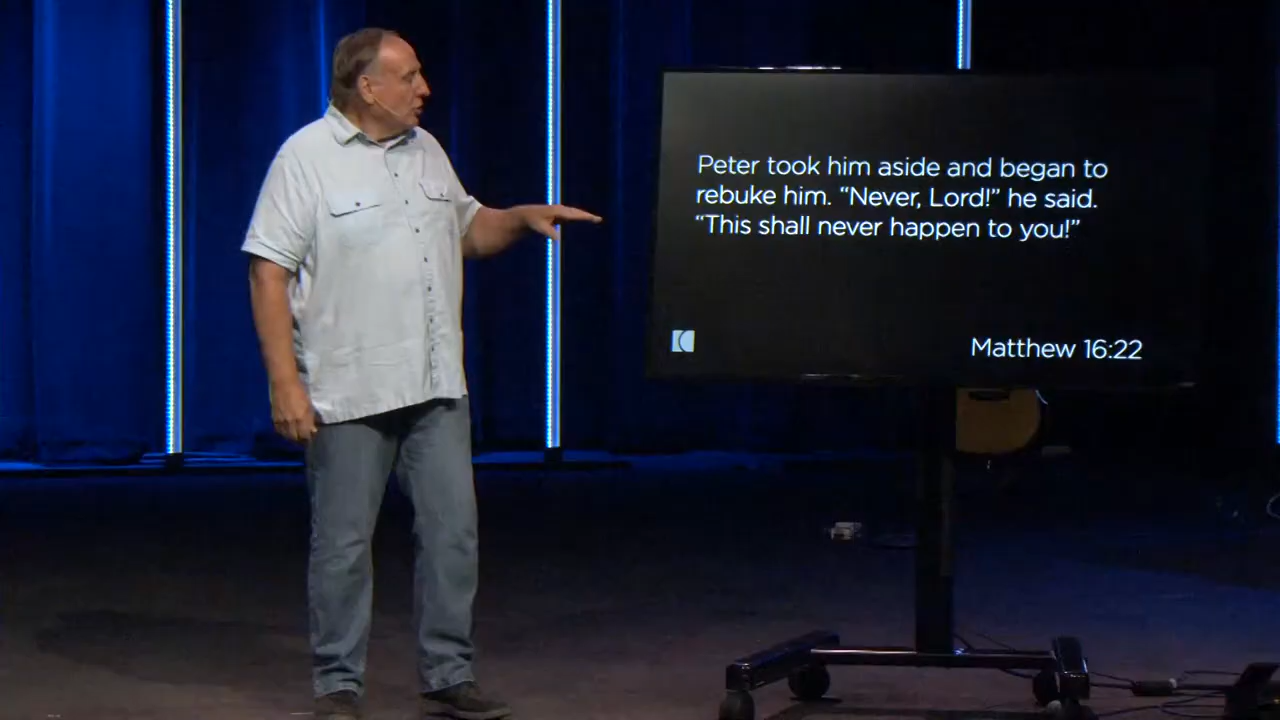 Peter took him aside and began to
rebuke him. “Never, Lord!” he said.
“This shall never happen to you!”
Matthew 16:22